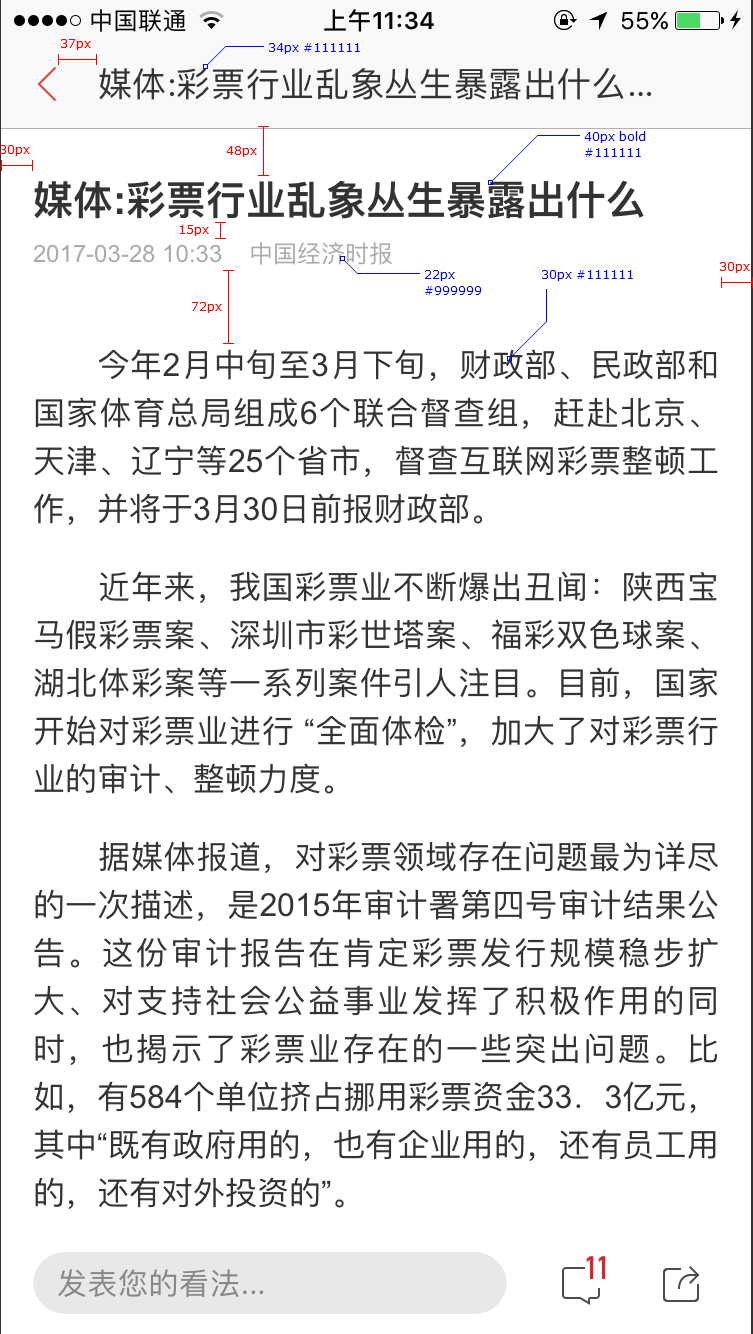 中国联通 上午11:34 55%
37px
34px #111111
媒体:彩票行业乱象丛生暴露出什么...
30px
48px
40px bold
#111111
媒体:彩票行业乱象丛生暴露出什么
15px
2017-03-28 10:33 中国经济时报
30px
22px
#999999
30px #111111
72px
今年2月中旬至3月下旬，财政部、民政部和
国家体育总局组成6个联合督查组，赶赴北京、
天津、辽宁等25个省市，督查互联网彩票整顿工
作，并将于3月30日前报财政部。
近年来，我国彩票业不断爆出丑闻：陕西宝
马假彩票案、深圳市彩世塔案、福彩双色球案、
湖北体彩案等一系列案件引人注目。目前，国家
开始对彩票业进行 “全面体检”，加大了对彩票行
业的审计、整顿力度。
据媒体报道，对彩票领域存在问题最为详尽
的一次描述，是2015年审计署第四号审计结果公
告。这份审计报告在肯定彩票发行规模稳步扩
大、对支持社会公益事业发挥了积极作用的同
时，也揭示了彩票业存在的一些突出问题。比
如，有584个单位挤占挪用彩票资金33．3亿元，
其中“既有政府用的，也有企业用的，还有员工用
的，还有对外投资的”。
发表您的看法...
11